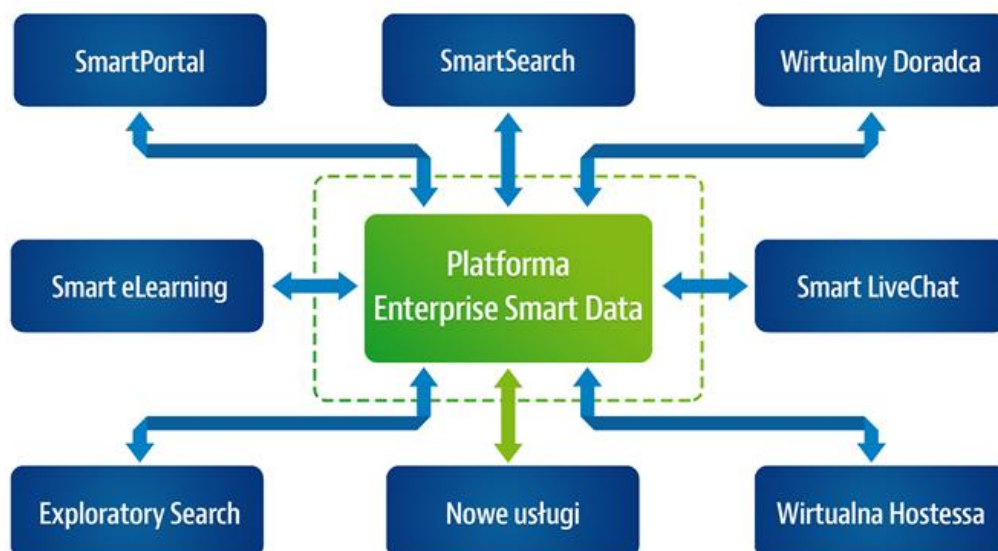 SmartPortal
SmartSearch
Wirtualny Doradca
Smart eLearning
Platforma
Enterprise Smart Data
Smart LiveChat
Exploratory Search
Nowe usługi
Wirtualna Hostessa